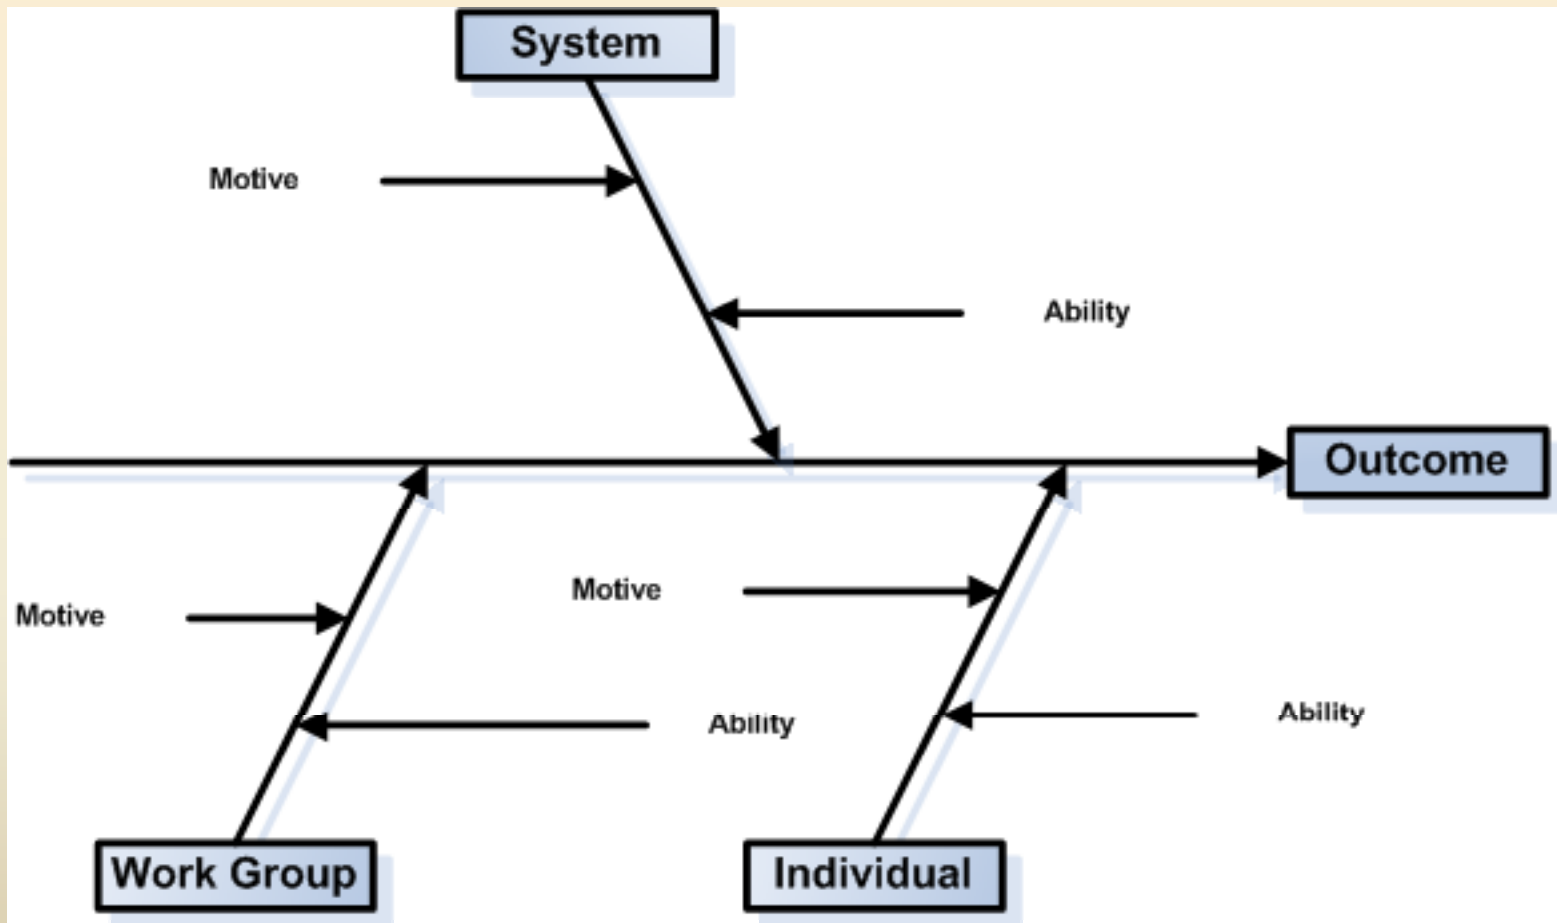 System
Motive
Ability
Outcome
Motive
Motive
Ability
Ability
Work Group
Individual